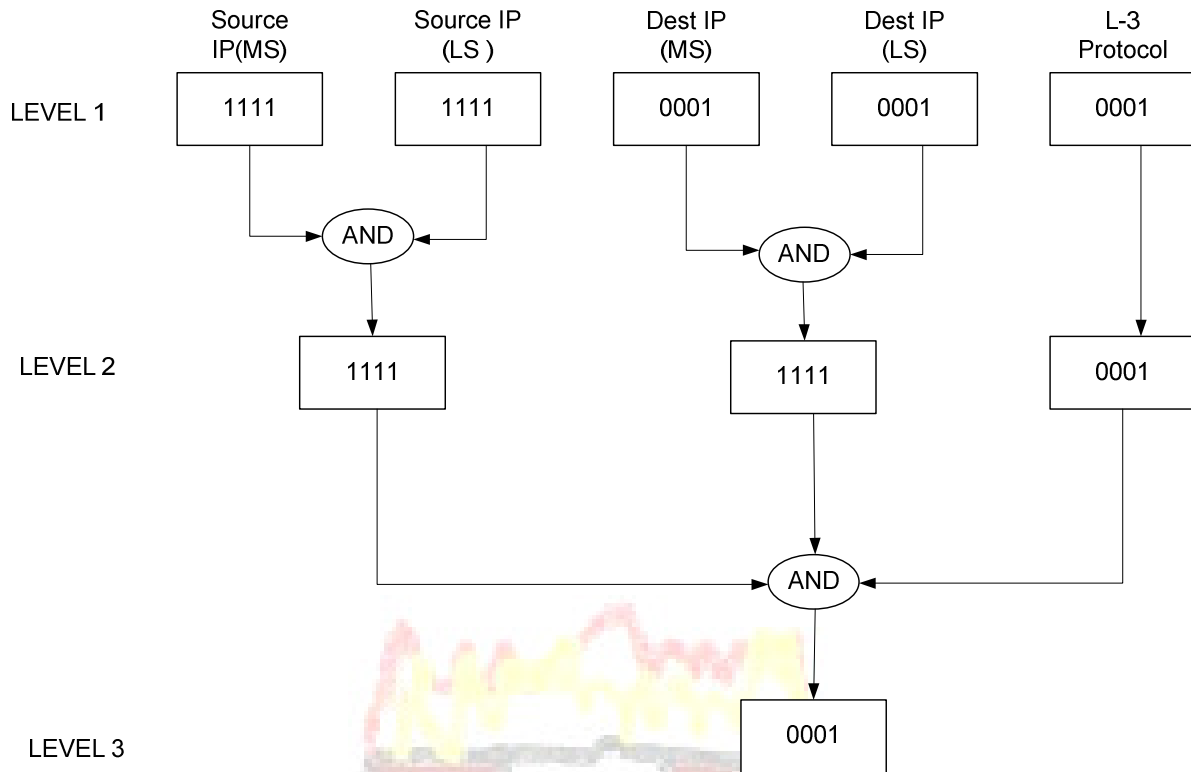 Source
IP(MS)
Source IP
(LS )
Dest IP
(MS)
Dest IP
(LS)
L-3
Protocol
LEVEL 1
1111
1111
0001
0001
0001
AND
AND
LEVEL 2
1111
1111
0001
AND
LEVEL 3
0001